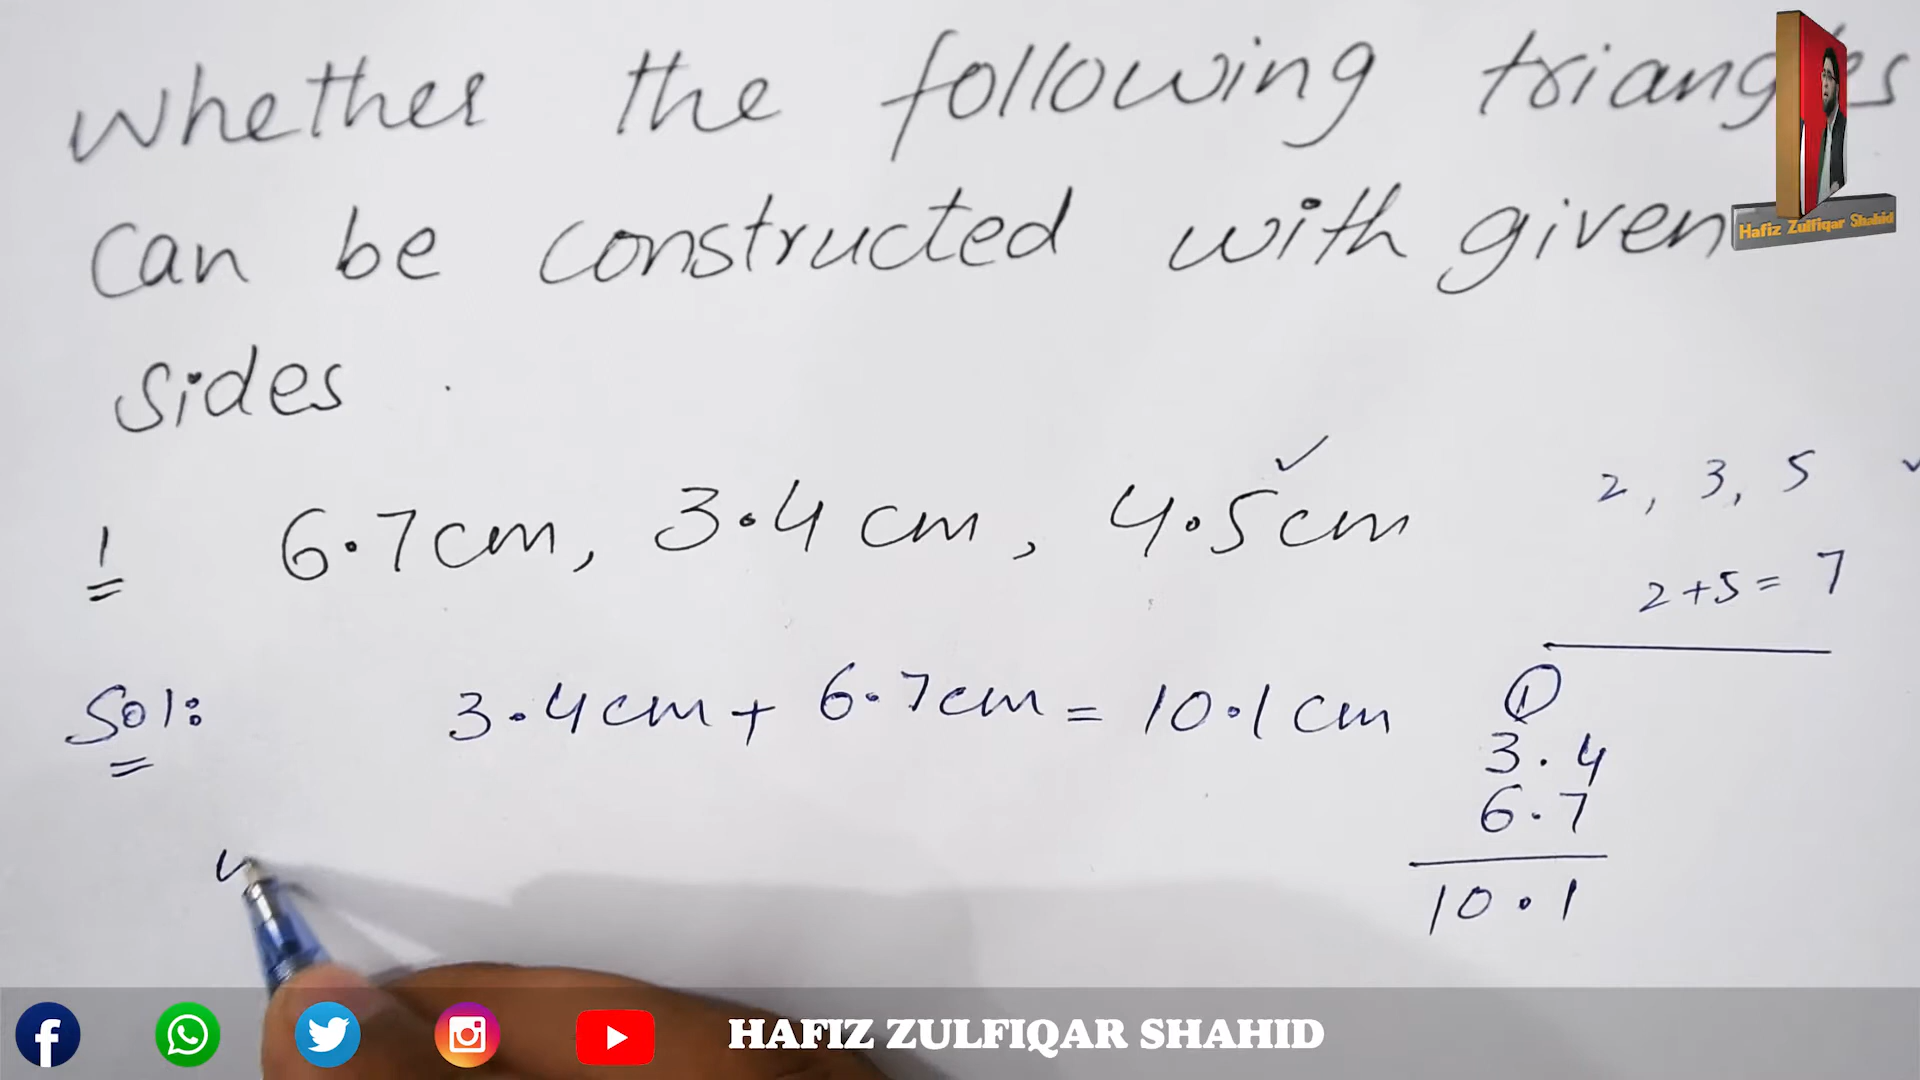 Whether the following triangles
can be constructed with given
sides.
1 6.7cm, 3.4 cm, 4.5cm
2, 3, 5
2+5= 7
Sol: 3.4cm + 6.7cm = 10.1 cm
1
3.4
6.7
10.1
Hafiz Zulfiqar Shahid
HAFIZ ZULFIQAR SHAHID